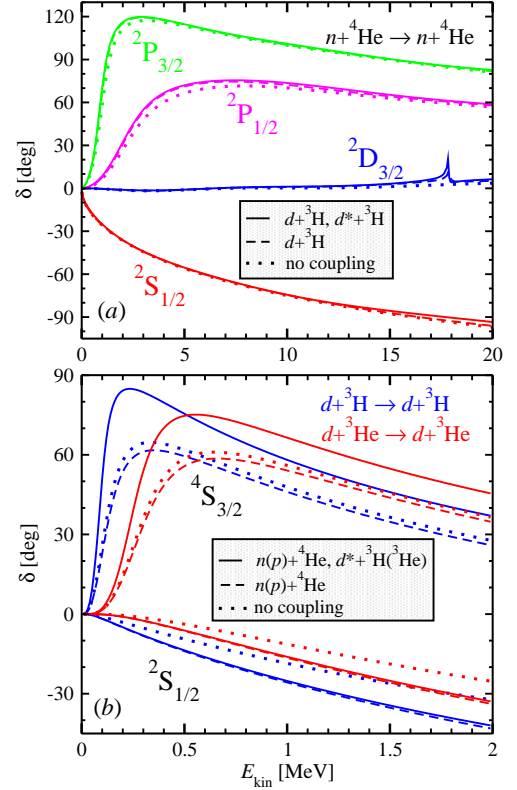 120
90
60
30
0
-30
-60
-90
δ [deg]
n+⁴He → n+⁴He
²P₃/₂
²P₁/₂
²D₃/₂
²S₁/₂
d+³H, d*+³H
d+³H
no coupling
(a)
0 5 10 15 20
90
60
30
0
-30
δ [deg]
d+³H → d+³H
d+³He → d+³He
⁴S₃/₂
n(p)+⁴He, d*+³H(³He)
n(p)+⁴He
no coupling
²S₁/₂
(b)
0 0.5 1 1.5 2
E_kin [MeV]